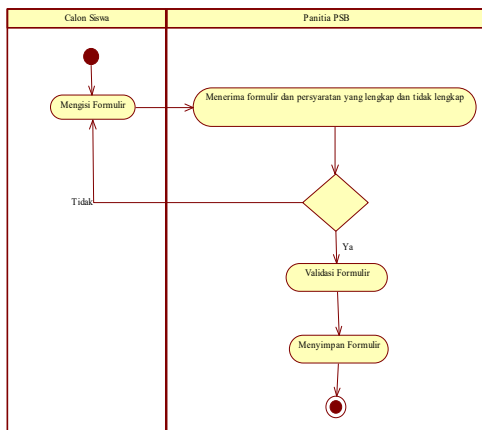 Calon Siswa
Panitia PSB
Mengisi Formulir
Menerima formulir dan persyaratan yang lengkap dan tidak lengkap
Tidak
Ya
Validasi Formulir
Menyimpan Formulir